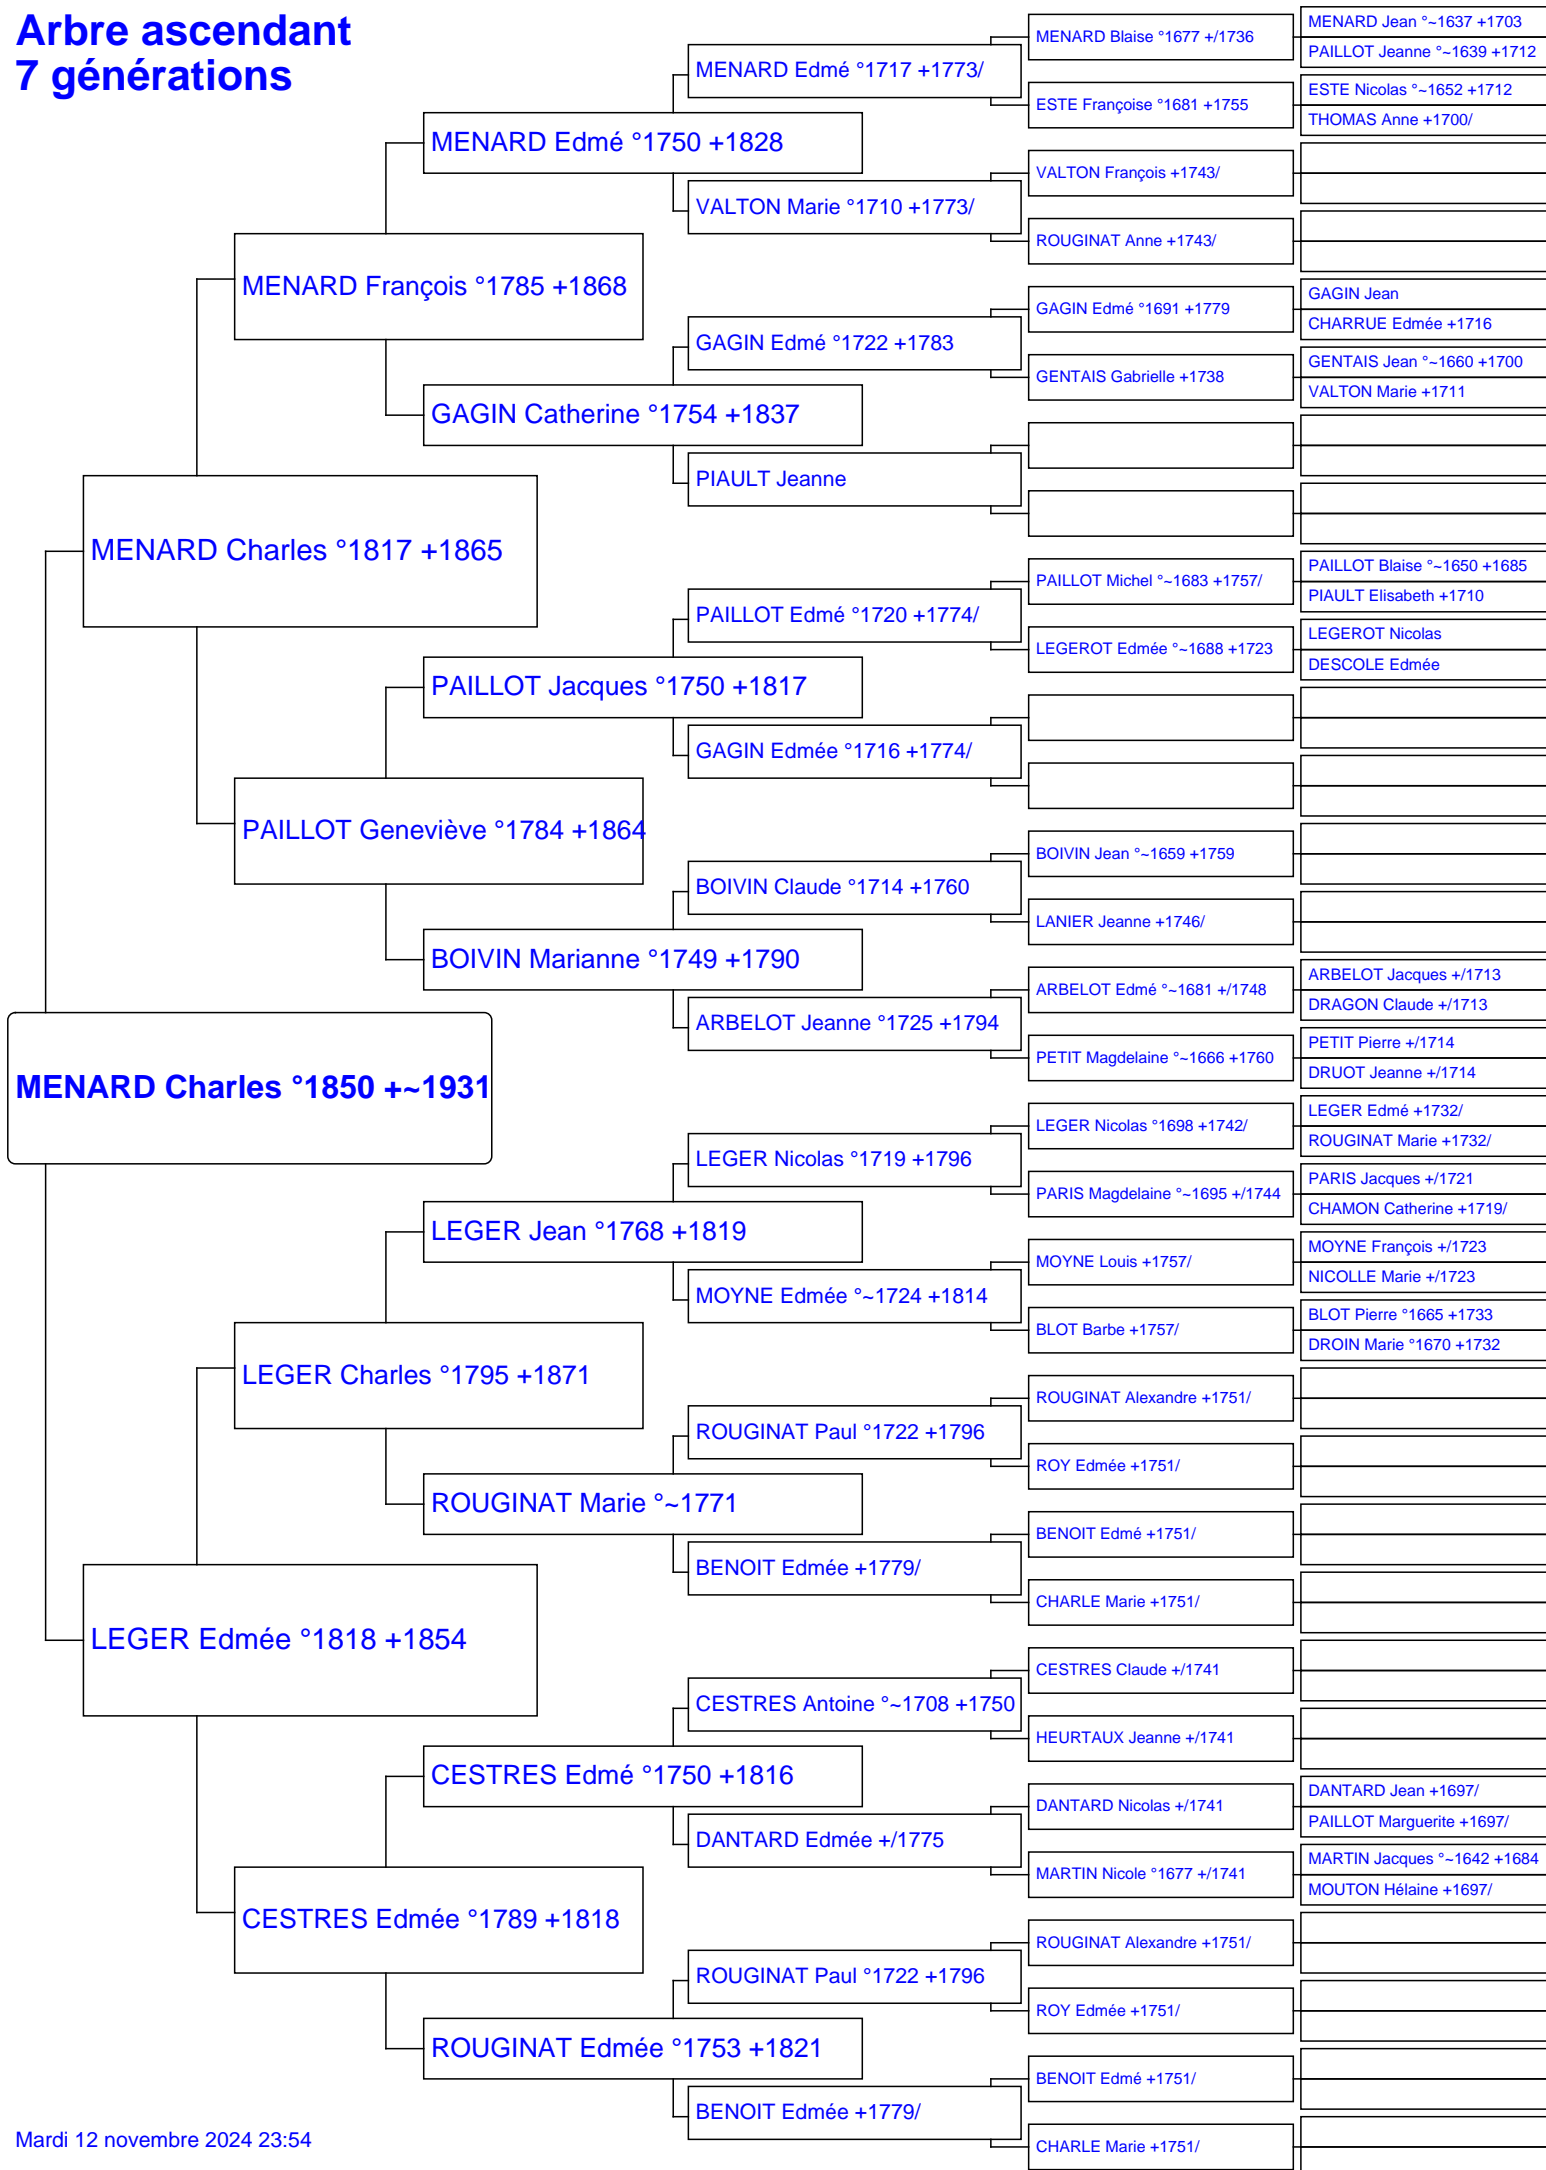 Arbre ascendant
7 générations
MENARD Charles °1850 +~1931
MENARD Charles °1817 +1865
LEGER Edmée °1818 +1854
MENARD François °1785 +1868
PAILLOT Geneviève °1784 +1864
LEGER Charles °1795 +1871
CESTRES Edmée °1789 +1818
MENARD Edmé °1750 +1828
GAGIN Catherine °1754 +1837
PAILLOT Jacques °1750 +1817
BOIVIN Marianne °1749 +1790
LEGER Jean °1768 +1819
ROUGINAT Marie °~1771
CESTRES Edmé °1750 +1816
ROUGINAT Edmée °1753 +1821
MENARD Edmé °1717 +1773/
VALTON Marie °1710 +1773/
GAGIN Edmé °1722 +1783
PIAULT Jeanne
PAILLOT Edmé °1720 +1774/
GAGIN Edmée °1716 +1774/
BOIVIN Claude °1714 +1760
ARBELOT Jeanne °1725 +1794
LEGER Nicolas °1719 +1796
MOYNE Edmée °~1724 +1814
ROUGINAT Paul °1722 +1796
BENOIT Edmée +1779/
CESTRES Antoine °~1708 +1750
DANTARD Edmée +/1775
ROUGINAT Paul °1722 +1796
BENOIT Edmée +1779/
MENARD Blaise °1677 +/1736
ESTE Françoise °1681 +1755
VALTON François +1743/
ROUGINAT Anne +1743/
GAGIN Edmé °1691 +1779
GENTAIS Gabrielle +1738
PAILLOT Michel °~1683 +1757/
LEGEROT Edmée °~1688 +1723
BOIVIN Jean °~1659 +1759
LANIER Jeanne +1746/
ARBELOT Edmé °~1681 +/1748
PETIT Magdelaine °~1666 +1760
LEGER Nicolas °1698 +1742/
PARIS Magdelaine °~1695 +/1744
MOYNE Louis +1757/
BLOT Barbe +1757/
ROUGINAT Alexandre +1751/
ROY Edmée +1751/
BENOIT Edmé +1751/
CHARLE Marie +1751/
CESTRES Claude +/1741
HEURTAUX Jeanne +/1741
DANTARD Nicolas +/1741
MARTIN Nicole °1677 +/1741
ROUGINAT Alexandre +1751/
ROY Edmée +1751/
BENOIT Edmé +1751/
CHARLE Marie +1751/
MENARD Jean °~1637 +1703
PAILLOT Jeanne °~1639 +1712
ESTE Nicolas °~1652 +1712
THOMAS Anne +1700/
GAGIN Jean
CHARRUE Edmée +1716
GENTAIS Jean °~1660 +1700
VALTON Marie +1711
PAILLOT Blaise °~1650 +1685
PIAULT Elisabeth +1710
LEGEROT Nicolas
DESCOLE Edmée
ARBELOT Jacques +/1713
DRAGON Claude +/1713
PETIT Pierre +/1714
DRUOT Jeanne +/1714
LEGER Edmé +1732/
ROUGINAT Marie +1732/
PARIS Jacques +/1721
CHAMON Catherine +1719/
MOYNE François +/1723
NICOLLE Marie +/1723
BLOT Pierre °1665 +1733
DROIN Marie °1670 +1732
DANTARD Jean +1697/
PAILLOT Marguerite +1697/
MARTIN Jacques °~1642 +1684
MOUTON Hélaine +1697/
Mardi 12 novembre 2024 23:54